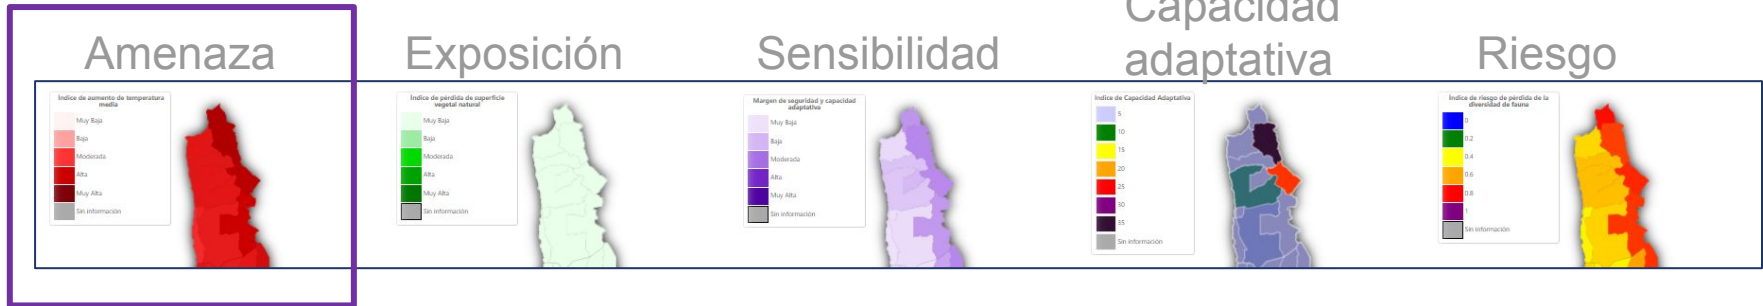 Amenaza
Exposición
Sensibilidad
Capacidad
adaptativa
Riesgo
Índice de aumento de temperatura
media
Muy Baja
Baja
Moderada
Alta
Muy Alta
Sin información
Índice de pérdida de superficie
vegetal natural
Muy Baja
Baja
Moderada
Alta
Muy Alta
Sin información
Margen de seguridad y capacidad
adaptativa
Muy Baja
Baja
Moderada
Alta
Muy Alta
Sin información
Índice de Capacidad Adaptativa
5
10
15
20
25
30
35
Sin información
Índice de riesgo de pérdida de la
diversidad de fauna
0
0.2
0.4
0.6
0.8
1
Sin información